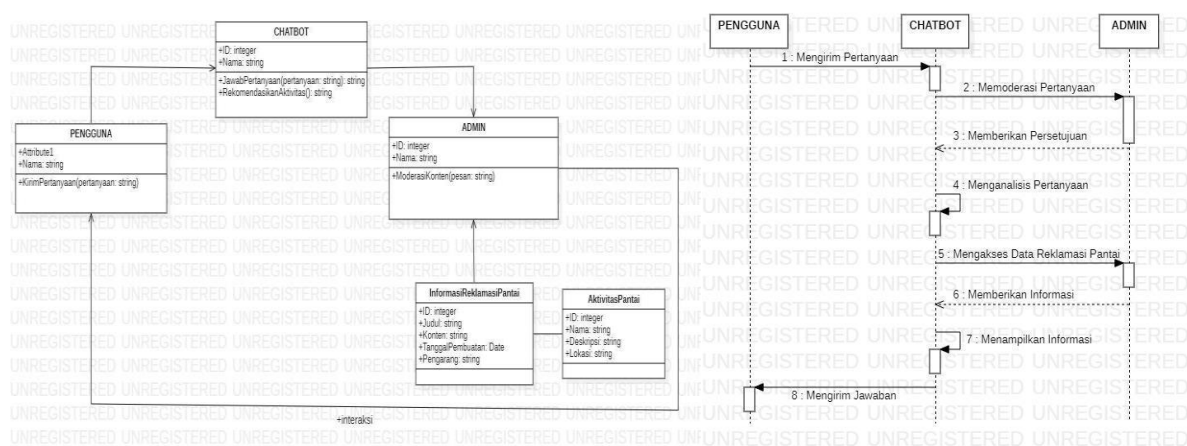 CHATBOT
+ID: integer
+Nama: string
+JawabPertanyaan(pertanyaan: string): string
+RekomendasikanAktivitas(): string
PENGGUNA
+Attribute1
+Nama: string
+KirimPertanyaan(pertanyaan: string)
ADMIN
+ID: integer
+Nama: string
+ModerasiKonten(pesan: string)
InformasiReklamasiPantai
+ID: integer
+Judul: string
+Konten: string
+TanggalPembuatan: Date
+Pengarang: string
AktivitasPantai
+ID: integer
+Nama: string
+Deskripsi: string
+Lokasi: string
+interaksi
PENGGUNA
CHATBOT
ADMIN
1 : Mengirim Pertanyaan
2 : Memoderasi Pertanyaan
3 : Memberikan Persetujuan
4 : Menganalisis Pertanyaan
5 : Mengakses Data Reklamasi Pantai
6 : Memberikan Informasi
7 : Menampilkan Informasi
8 : Mengirim Jawaban
UNREGISTERED